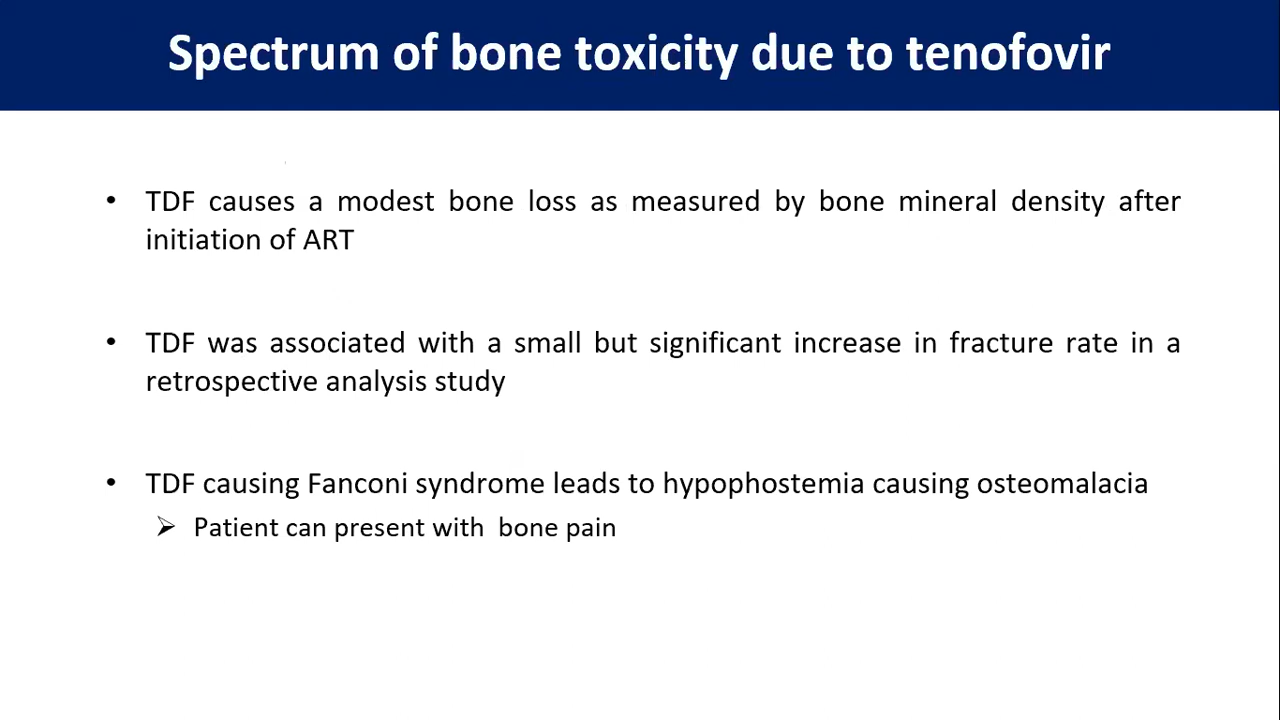 Spectrum of bone toxicity due to tenofovir
• TDF causes a modest bone loss as measured by bone mineral density after
initiation of ART
• TDF was associated with a small but significant increase in fracture rate in a
retrospective analysis study
• TDF causing Fanconi syndrome leads to hypophostemia causing osteomalacia
➢ Patient can present with bone pain